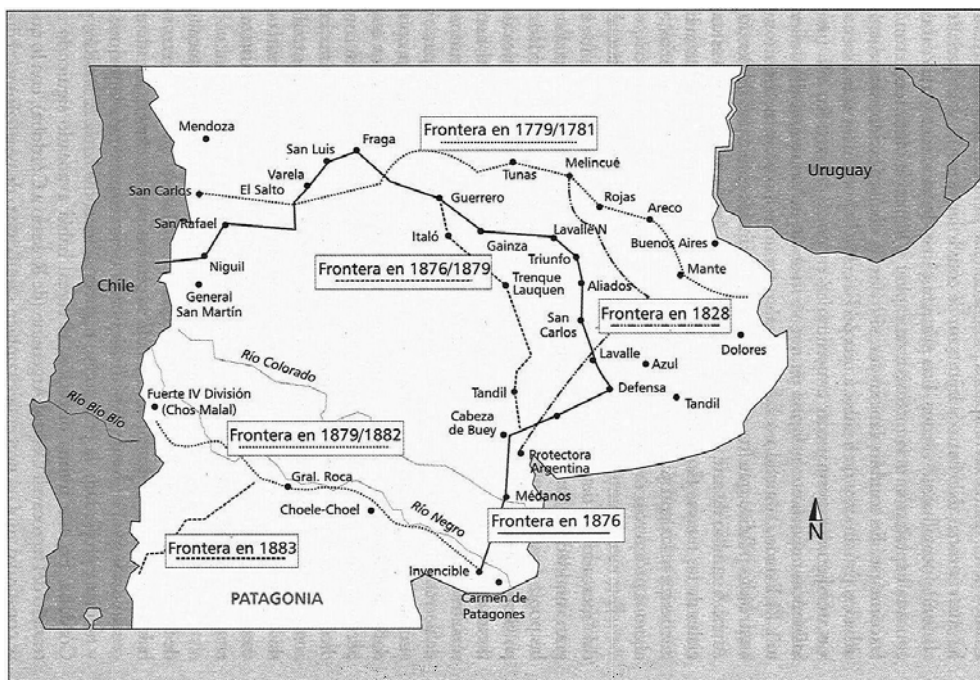 Mendoza
San Luis
Fraga
Frontera en 1779/1781
Melincué
Tunas
Uruguay
Varela
San Carlos
El Salto
Guerrero
Rojas
Areco
San Rafael
Italó
Gainza
Lavalle N
Buenos Aires
Triunfo
Niguil
Frontera en 1876/1879
Trenque
Lauquen
Aliados
Mante
Chile
General
San Martín
San
Carlos
Frontera en 1828
Dolores
Río Colorado
Lavalle
Azul
Fuerte IV División
(Chos Malal)
Río Bío Bío
Tandil
Defensa
Tandil
Cabeza
de Buey
Frontera en 1879/1882
Protectora
Argentina
Gral. Roca
Médanos
Choele-Choel
Río Negro
Frontera en 1876
N
Frontera en 1883
Invencible
PATAGONIA
Carmen de
Patagones